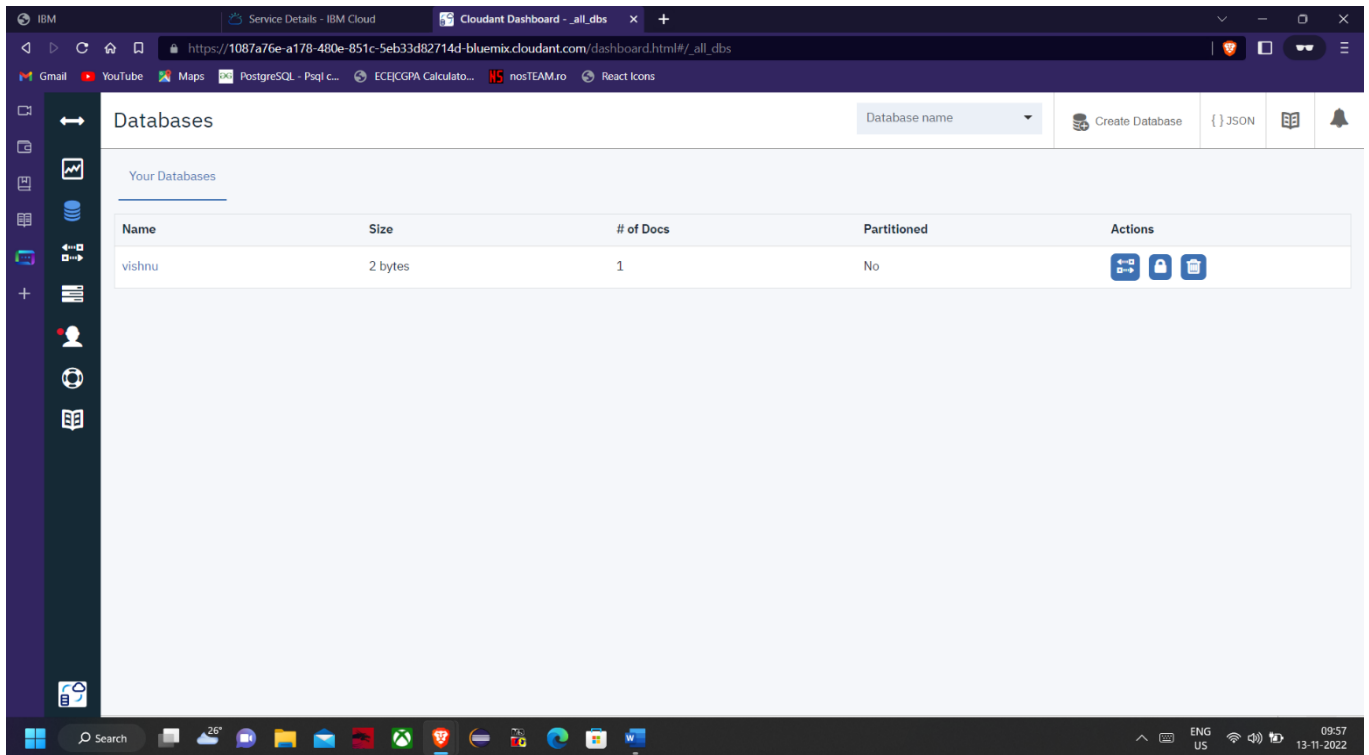 IBM
Service Details - IBM Cloud
Cloudant Dashboard - _all_dbs
https://1087a76e-a178-480e-851c-5eb33d82714d-bluemix.cloudant.com/dashboard.html#/_all_dbs
Gmail YouTube Maps PostgreSQL - Psql c... ECE|CGPA Calculato... NS nosTEAM.ro React Icons
Databases Database name Create Database { } JSON
Your Databases
Name Size # of Docs Partitioned Actions
vishnu 2 bytes 1 No
Search 26° ENG US 09:57
13-11-2022